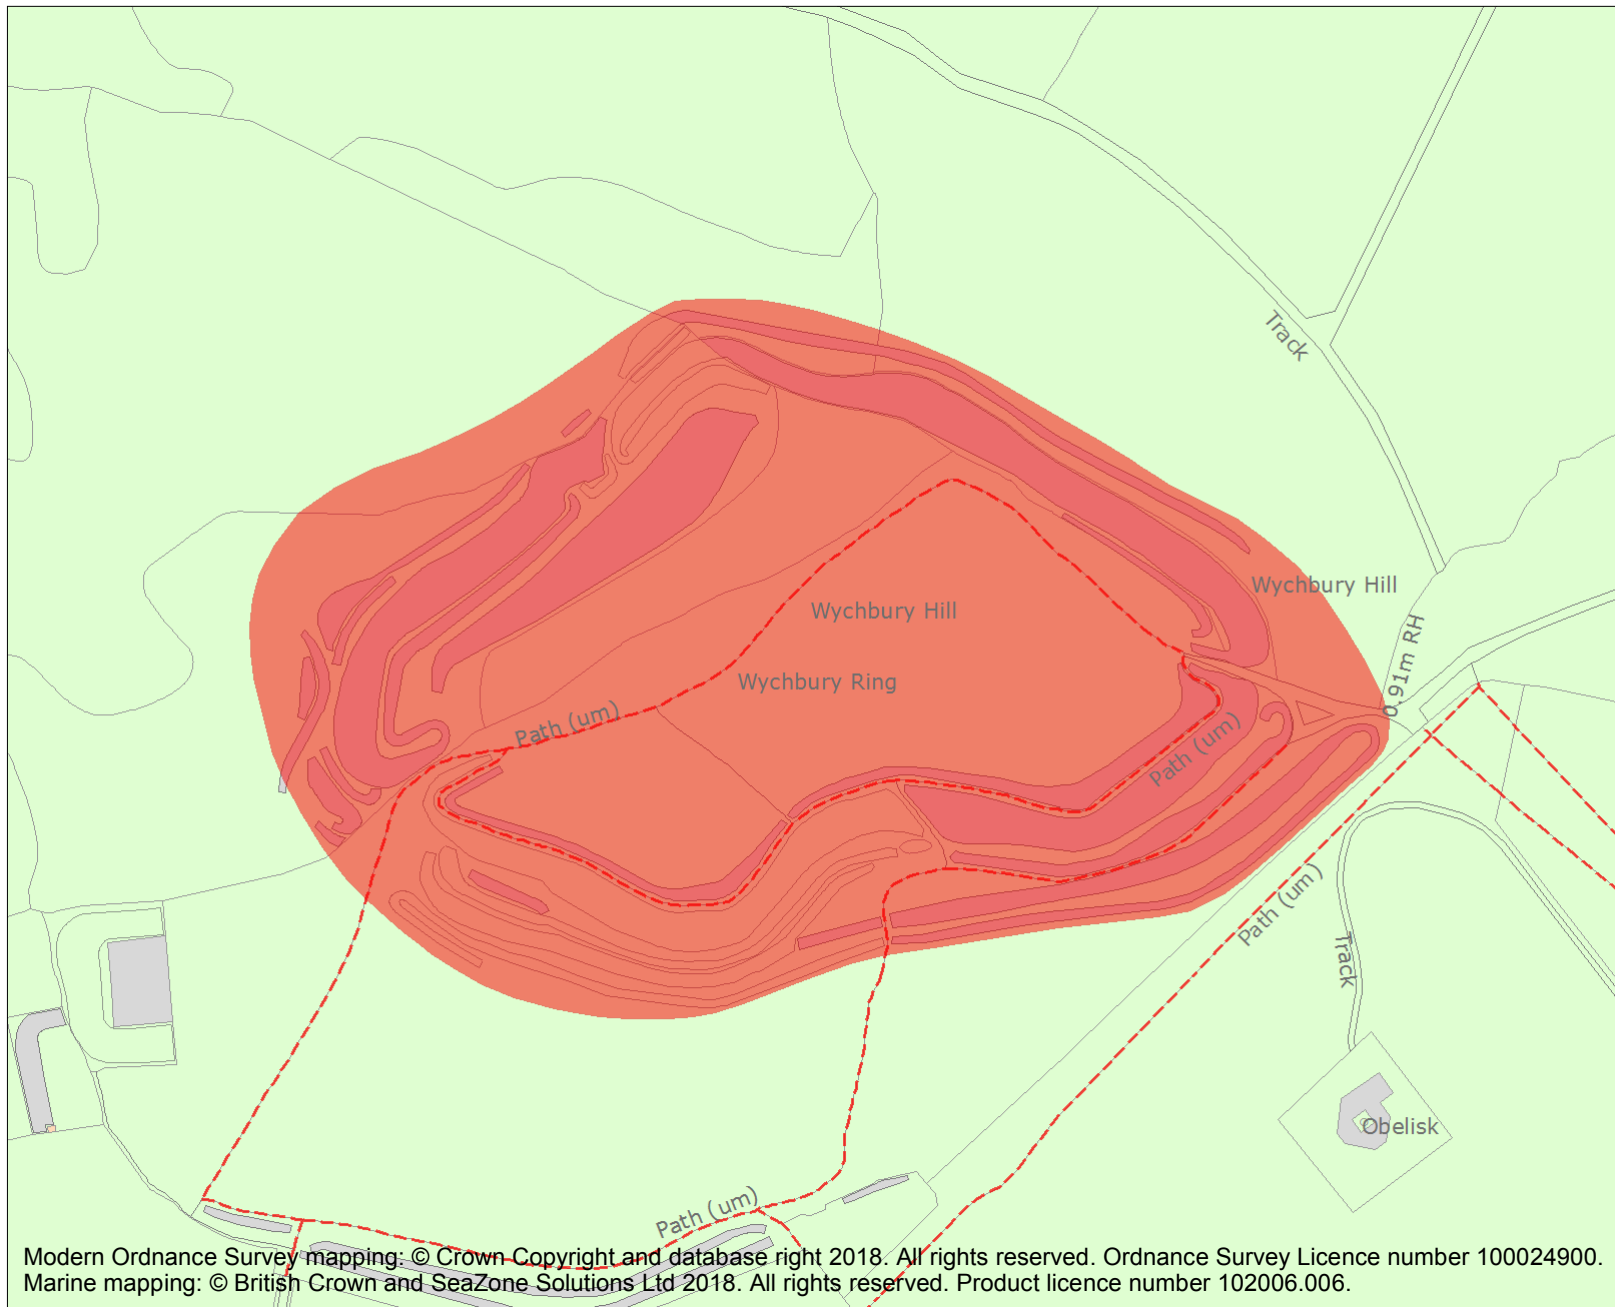 Track
Wychbury Hill
Wychbury Hill
0.91m RH
Wychbury Ring
Path (um)
Path (um)
Path (um)
Track
Obelisk
Path (um)
Modern Ordnance Survey mapping: © Crown Copyright and database right 2018. All rights reserved. Ordnance Survey Licence number 100024900.
Marine mapping: © British Crown and SeaZone Solutions Ltd 2018. All rights reserved. Product licence number 102006.006.